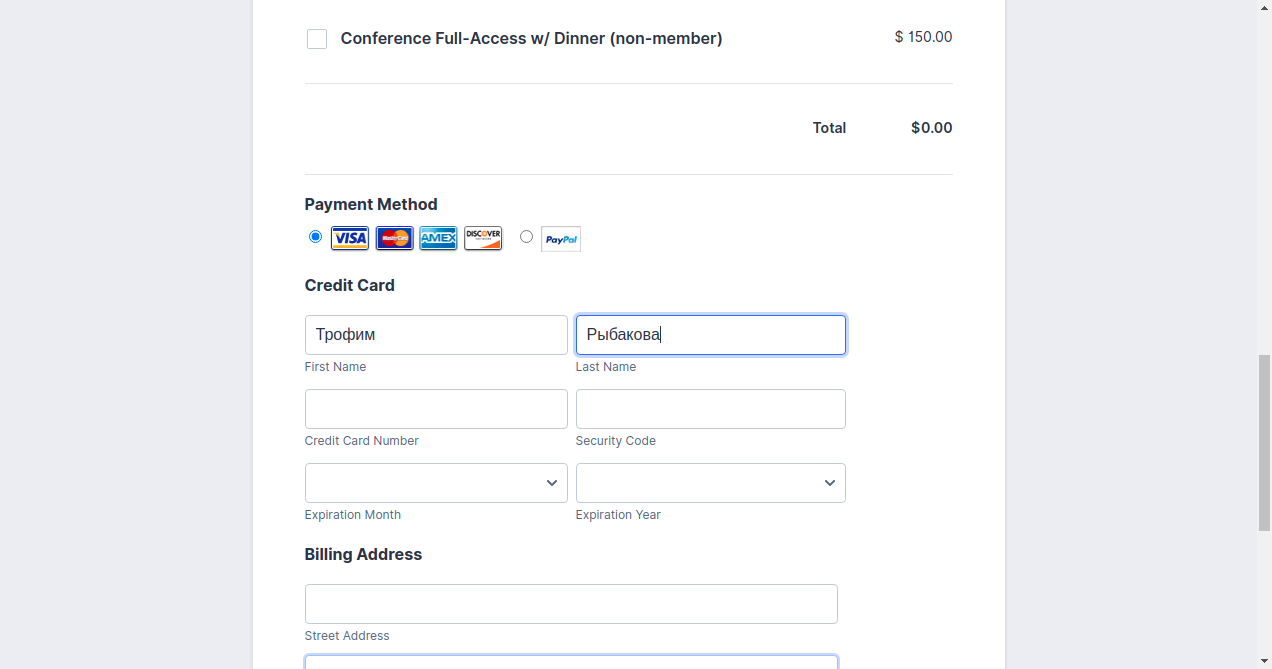 Conference Full-Access w/ Dinner (non-member) $ 150.00
Total $0.00
Payment Method
VISA MasterCard AMEX DISCOVER PayPal
Credit Card
Трофим Рыбакова
First Name Last Name
Credit Card Number Security Code
Expiration Month Expiration Year
Billing Address
Street Address